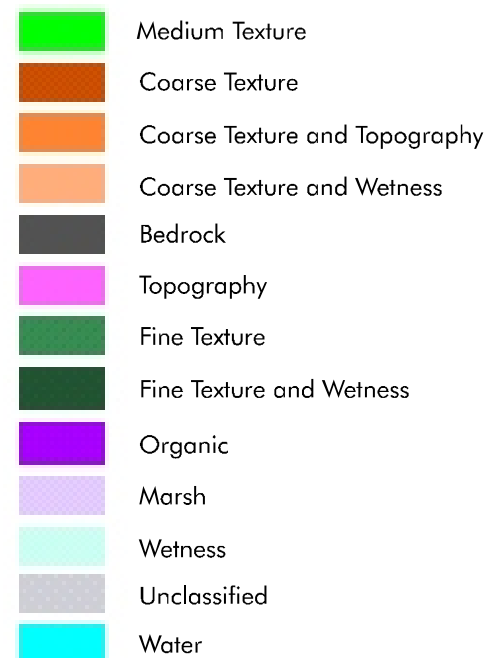 Medium Texture
Coarse Texture
Coarse Texture and Topography
Coarse Texture and Wetness
Bedrock
Topography
Fine Texture
Fine Texture and Wetness
Organic
Marsh
Wetness
Unclassified
Water